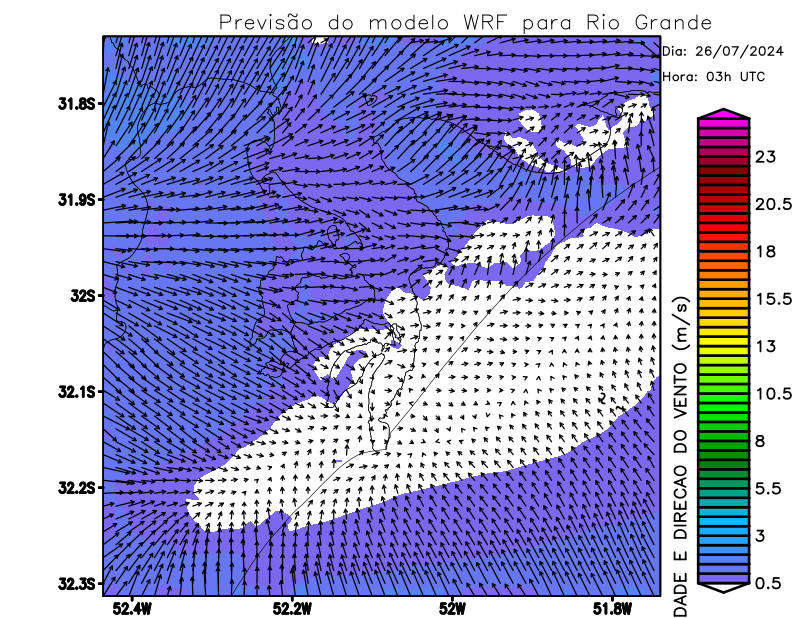 Previsão do modelo WRF para Rio Grande
Dia: 26/07/2024
Hora: 03h UTC
31.8S
31.9S
32S
32.1S
32.2S
32.3S
52.4W
52.2W
52W
51.8W
23
20.5
18
15.5
13
10.5
8
5.5
3
0.5
DADE E DIRECAO DO VENTO (m/s)
2